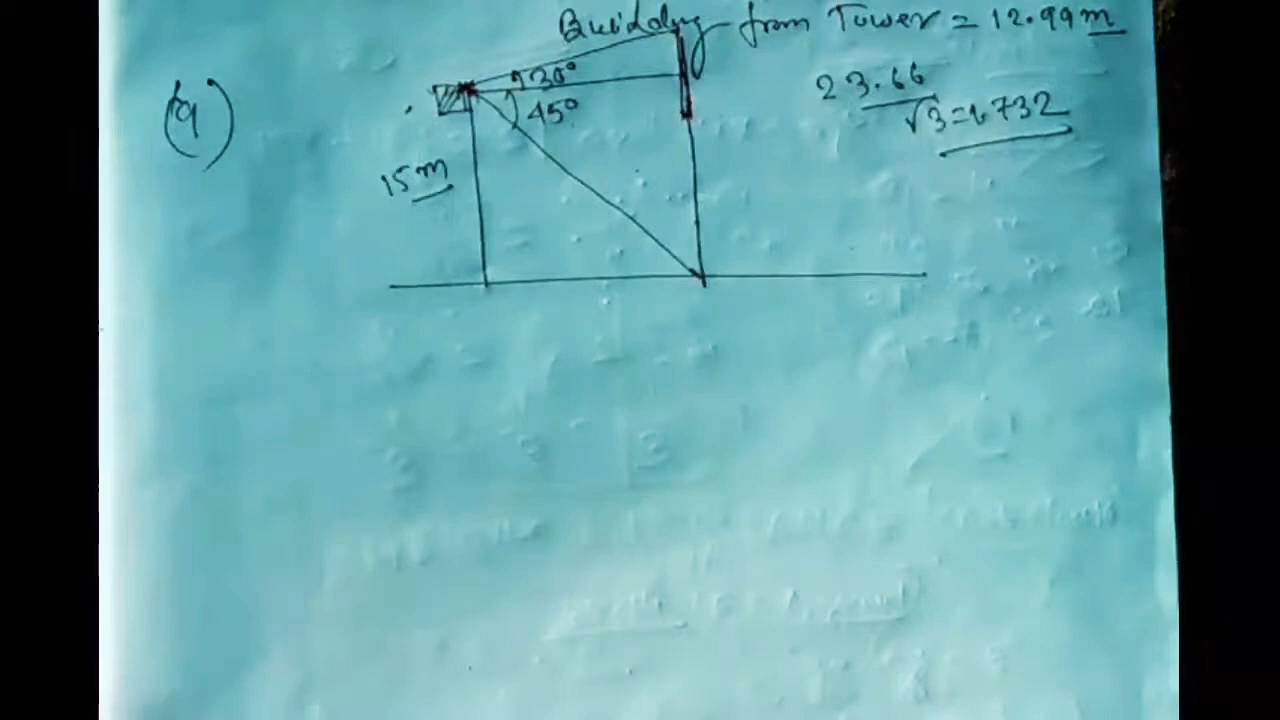 Building from Tower = 12.99m
(9)
30°
45°
23.66
√3=1.732
15m